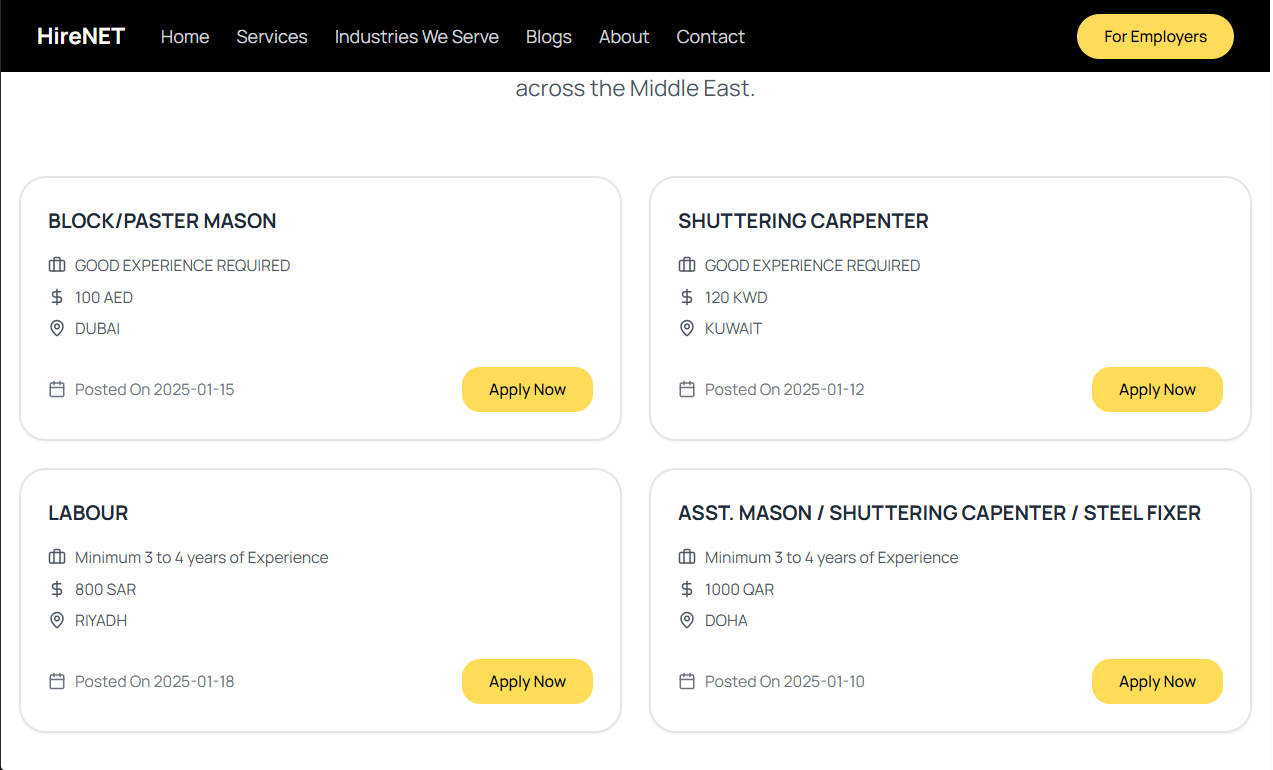 HireNET Home Services Industries We Serve Blogs About Contact For Employers
across the Middle East.
BLOCK/PASTER MASON
GOOD EXPERIENCE REQUIRED
100 AED
DUBAI
Posted On 2025-01-15 Apply Now
SHUTTERING CARPENTER
GOOD EXPERIENCE REQUIRED
120 KWD
KUWAIT
Posted On 2025-01-12 Apply Now
LABOUR
Minimum 3 to 4 years of Experience
800 SAR
RIYADH
Posted On 2025-01-18 Apply Now
ASST. MASON / SHUTTERING CAPENTER / STEEL FIXER
Minimum 3 to 4 years of Experience
1000 QAR
DOHA
Posted On 2025-01-10 Apply Now